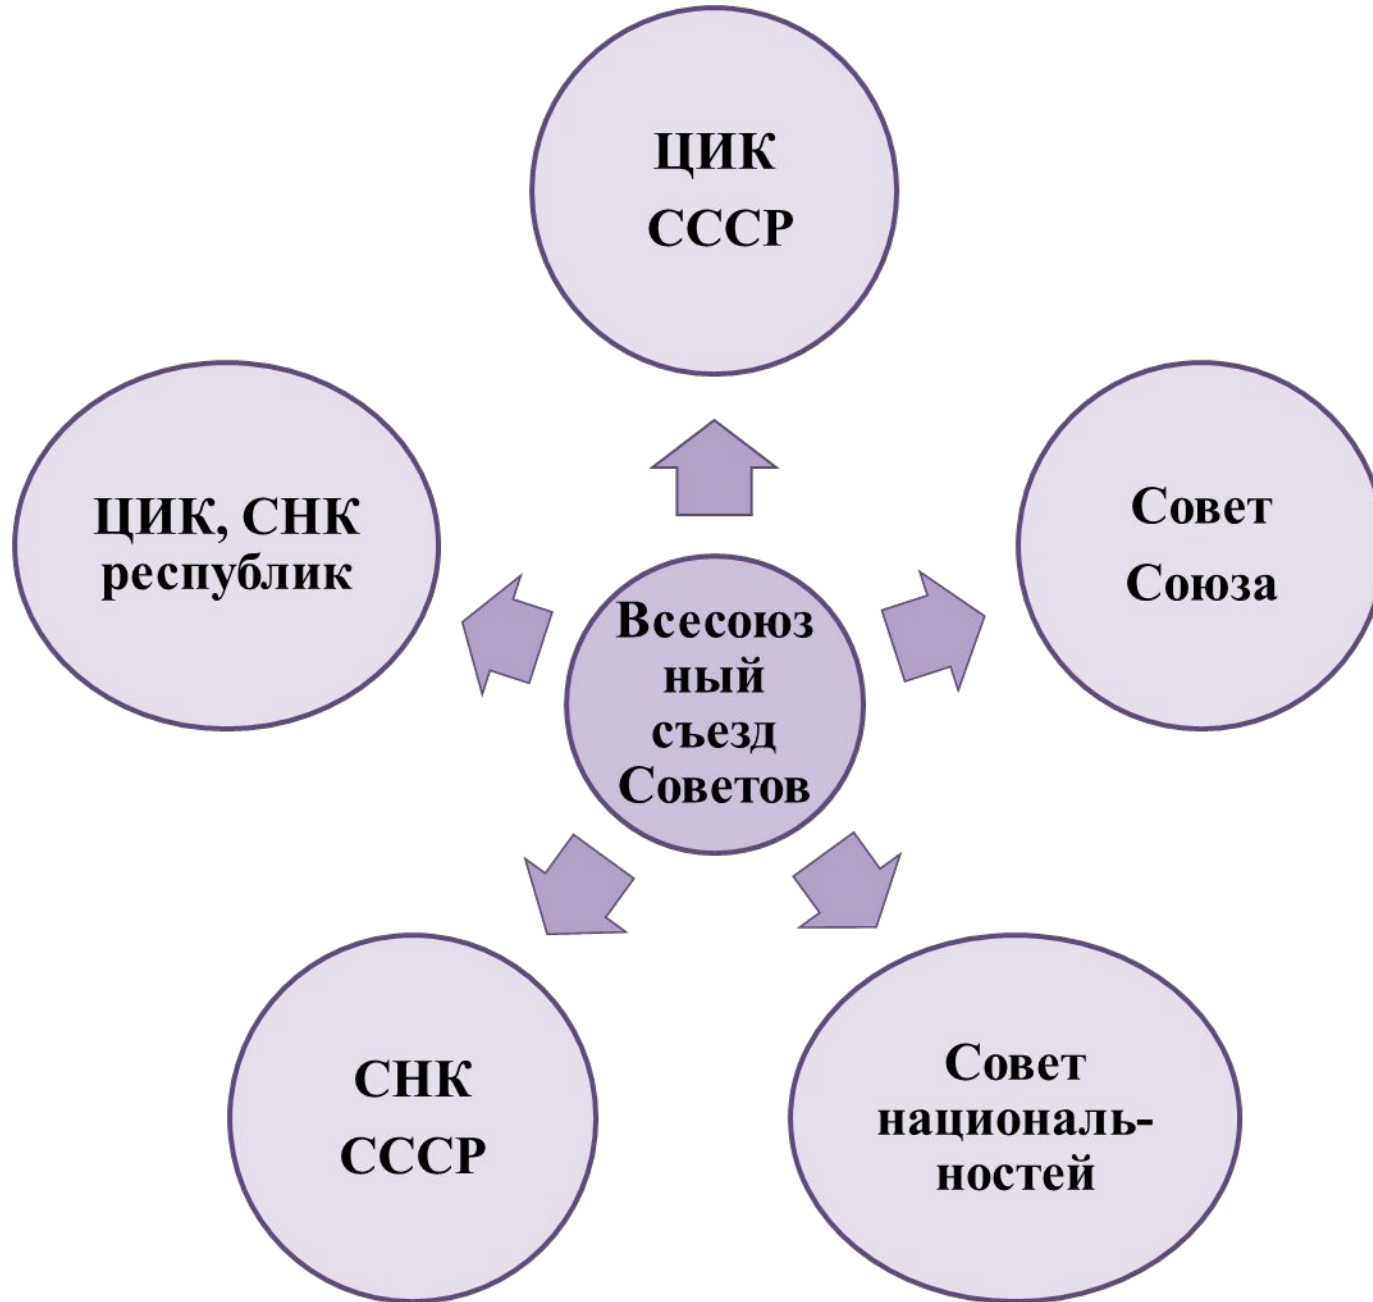 ЦИК
СССР
ЦИК, СНК
республик
Совет
Союза
Всесоюз
ный
съезд
Советов
СНК
СССР
Совет
националь-
ностей